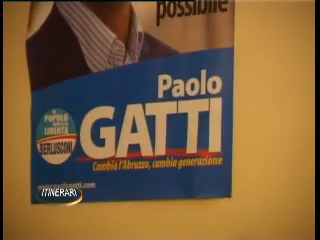 possibile
Paolo
GATTI
Cambia l'Abruzzo, cambia generazione
IL POPOLO
DELLA
LIBERTÀ
BERLUSCONI
ITINERARI